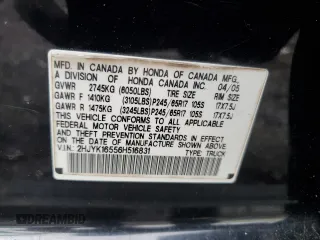 MFD. IN CANADA BY HONDA OF CANADA MFG.
A DIVISION OF HONDA CANADA INC. 04/05
GVWR 2745KG (6050LBS) TIRE SIZE RIM SIZE
GAWR F 1410KG (3105LBS) P245/65R17 105S 17X7.5J
GAWR R 1475KG (3245LBS) P245/65R17 105S 17X7.5J
THIS VEHICLE CONFORMS TO ALL APPLICABLE
FEDERAL MOTOR VEHICLE SAFETY
AND THEFT PREVENTION STANDARDS IN EFFECT
ON THE DATE OF MANUFACTURE SHOWN ABOVE.
V.I.N. 2HJYK16556H516831 TYPE: TRUCK
DREAMBID